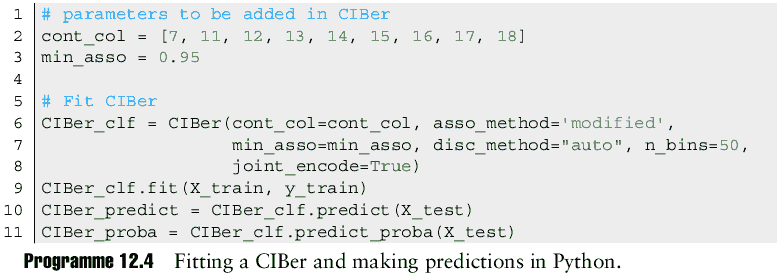 1 # parameters to be added in CIBer
2 cont_col = [7, 11, 12, 13, 14, 15, 16, 17, 18]
3 min_asso = 0.95
4
5 # Fit CIBer
6 CIBer_clf = CIBer(cont_col=cont_col, asso_method='modified',
7 min_asso=min_asso, disc_method="auto", n_bins=50,
8 joint_encode=True)
9 CIBer_clf.fit(X_train, y_train)
10 CIBer_predict = CIBer_clf.predict(X_test)
11 CIBer_proba = CIBer_clf.predict_proba(X_test)
Programme 12.4 Fitting a CIBer and making predictions in Python.